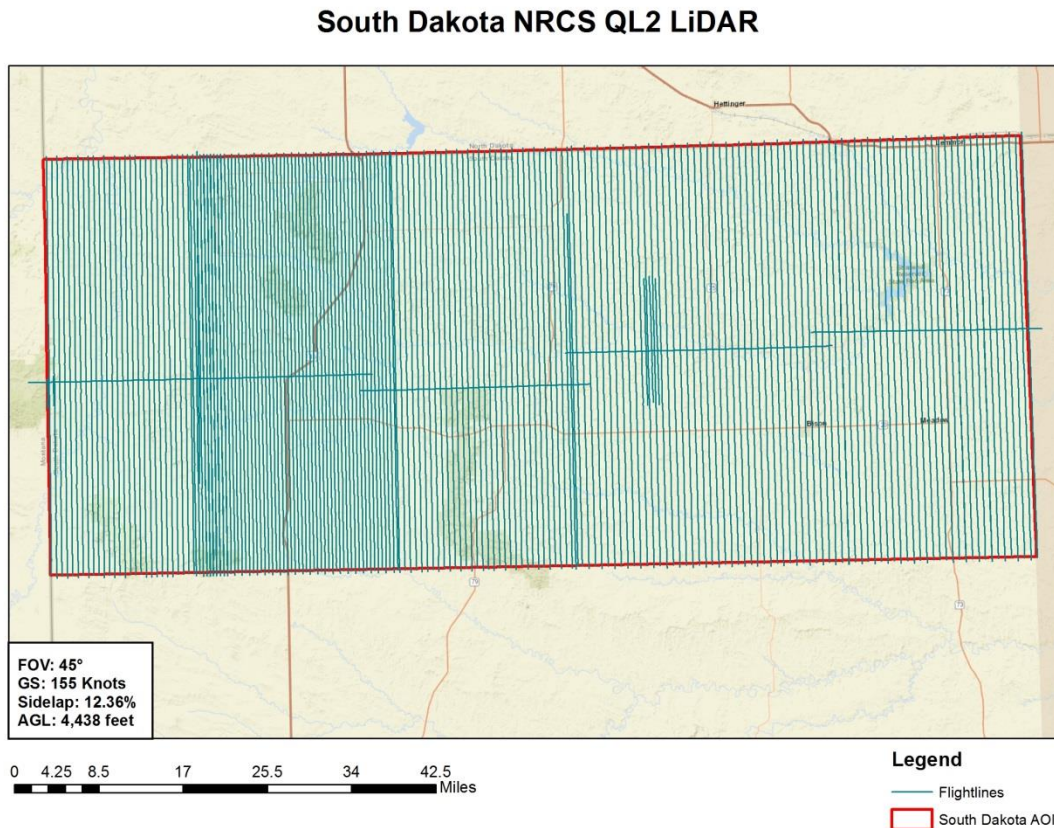 South Dakota NRCS QL2 LiDAR
Hettinger
North Dakota
South Dakota
Lemmon
Bison
Meadow
Montana
79
73
FOV: 45°
GS: 155 Knots
Sidelap: 12.36%
AGL: 4,438 feet
0 4.25 8.5 17 25.5 34 42.5
Miles
Legend
Flightlines
South Dakota AOI